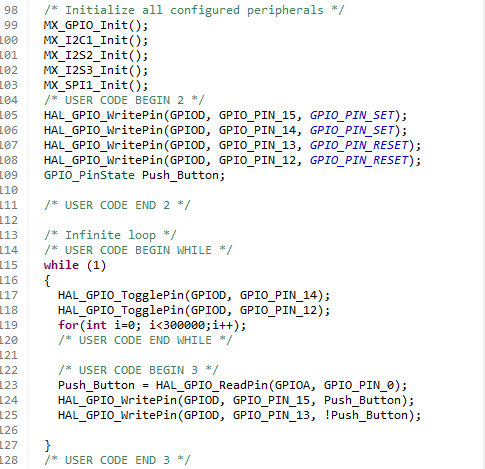 98 /* Initialize all configured peripherals */
99 MX_GPIO_Init();
100 MX_I2C1_Init();
101 MX_I2S2_Init();
102 MX_I2S3_Init();
103 MX_SPI1_Init();
104 /* USER CODE BEGIN 2 */
105 HAL_GPIO_WritePin(GPIOD, GPIO_PIN_15, GPIO_PIN_SET);
106 HAL_GPIO_WritePin(GPIOD, GPIO_PIN_14, GPIO_PIN_SET);
107 HAL_GPIO_WritePin(GPIOD, GPIO_PIN_13, GPIO_PIN_RESET);
108 HAL_GPIO_WritePin(GPIOD, GPIO_PIN_12, GPIO_PIN_RESET);
109 GPIO_PinState Push_Button;
110
111 /* USER CODE END 2 */
112
113 /* Infinite loop */
114 /* USER CODE BEGIN WHILE */
115 while (1)
116 {
117 HAL_GPIO_TogglePin(GPIOD, GPIO_PIN_14);
118 HAL_GPIO_TogglePin(GPIOD, GPIO_PIN_12);
119 for(int i=0; i<300000;i++);
120 /* USER CODE END WHILE */
121
122 /* USER CODE BEGIN 3 */
123 Push_Button = HAL_GPIO_ReadPin(GPIOA, GPIO_PIN_0);
124 HAL_GPIO_WritePin(GPIOD, GPIO_PIN_15, Push_Button);
125 HAL_GPIO_WritePin(GPIOD, GPIO_PIN_13, !Push_Button);
126
127 }
128 /* USER CODE END 3 */